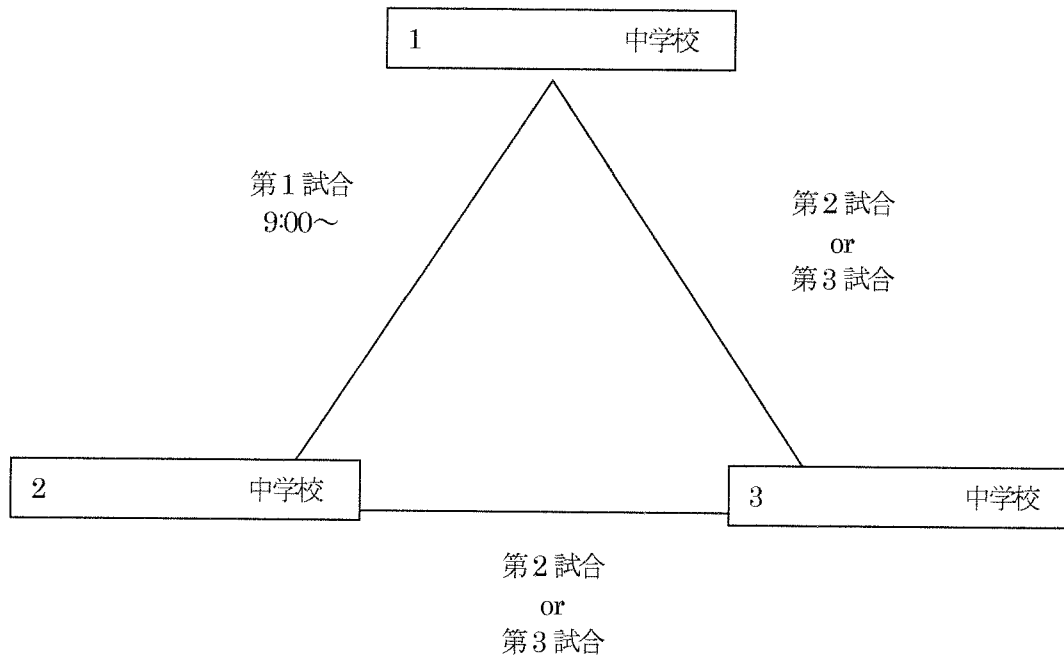 1 中学校
第1試合
9:00～
第2試合
or
第3試合
2 中学校
3 中学校
第2試合
or
第3試合